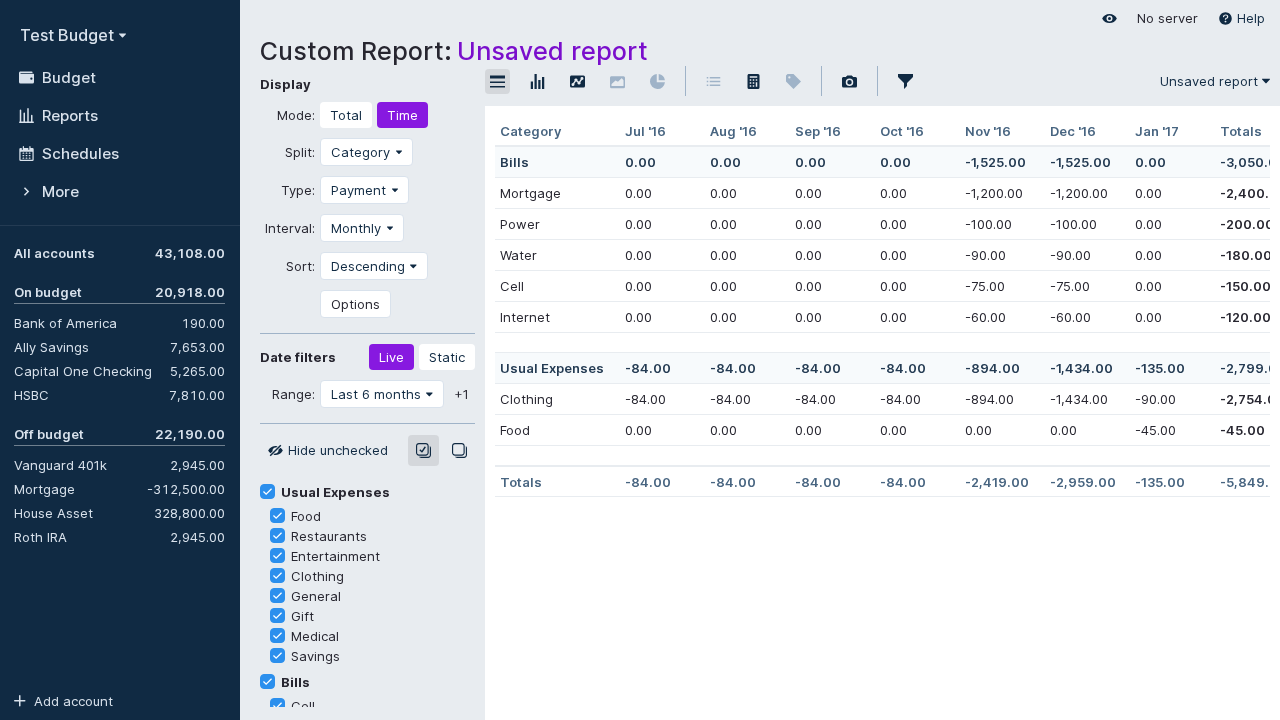 Test Budget
Budget
Reports
Schedules
More
All accounts 43,108.00
On budget 20,918.00
Bank of America 190.00
Ally Savings 7,653.00
Capital One Checking 5,265.00
HSBC 7,810.00
Off budget 22,190.00
Vanguard 401k 2,945.00
Mortgage -312,500.00
House Asset 328,800.00
Roth IRA 2,945.00
Add account
No server Help
Custom Report: Unsaved report
Display
Mode: Total Time
Split: Category
Type: Payment
Interval: Monthly
Sort: Descending
Options
Date filters Live Static
Range: Last 6 months +1
Hide unchecked
Usual Expenses
Food
Restaurants
Entertainment
Clothing
General
Gift
Medical
Savings
Bills
Cell
Unsaved report
Category Jul '16 Aug '16 Sep '16 Oct '16 Nov '16 Dec '16 Jan '17 Totals
Bills 0.00 0.00 0.00 0.00 -1,525.00 -1,525.00 0.00 -3,050.0
Mortgage 0.00 0.00 0.00 0.00 -1,200.00 -1,200.00 0.00 -2,400.
Power 0.00 0.00 0.00 0.00 -100.00 -100.00 0.00 -200.00
Water 0.00 0.00 0.00 0.00 -90.00 -90.00 0.00 -180.00
Cell 0.00 0.00 0.00 0.00 -75.00 -75.00 0.00 -150.00
Internet 0.00 0.00 0.00 0.00 -60.00 -60.00 0.00 -120.00
Usual Expenses -84.00 -84.00 -84.00 -84.00 -894.00 -1,434.00 -135.00 -2,799.0
Clothing -84.00 -84.00 -84.00 -84.00 -894.00 -1,434.00 -90.00 -2,754.0
Food 0.00 0.00 0.00 0.00 0.00 0.00 -45.00 -45.00
Totals -84.00 -84.00 -84.00 -84.00 -2,419.00 -2,959.00 -135.00 -5,849.